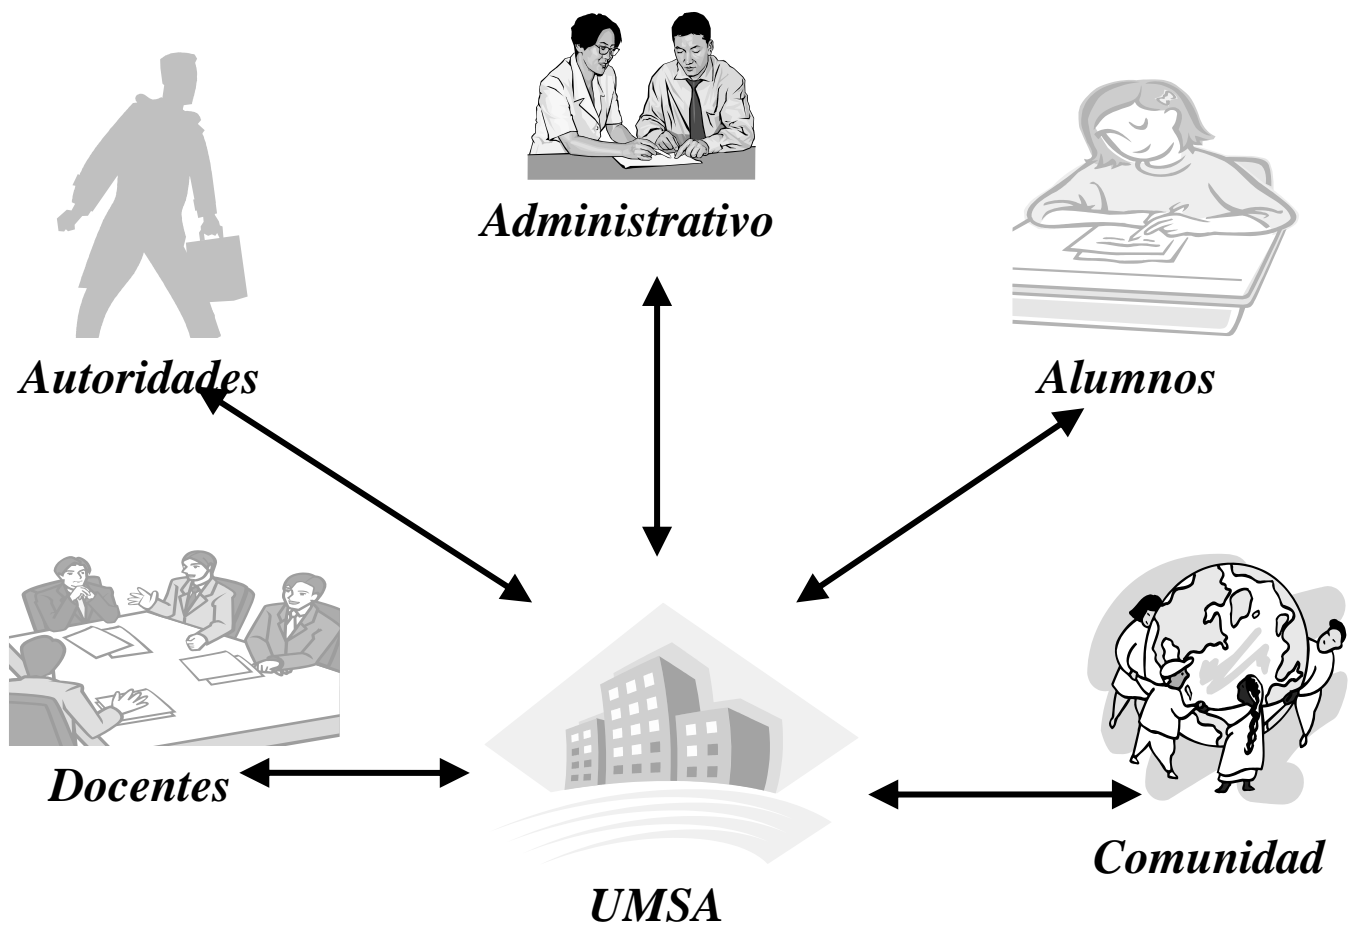 Administrativo
Autoridades
Alumnos
Docentes
Comunidad
UMSA